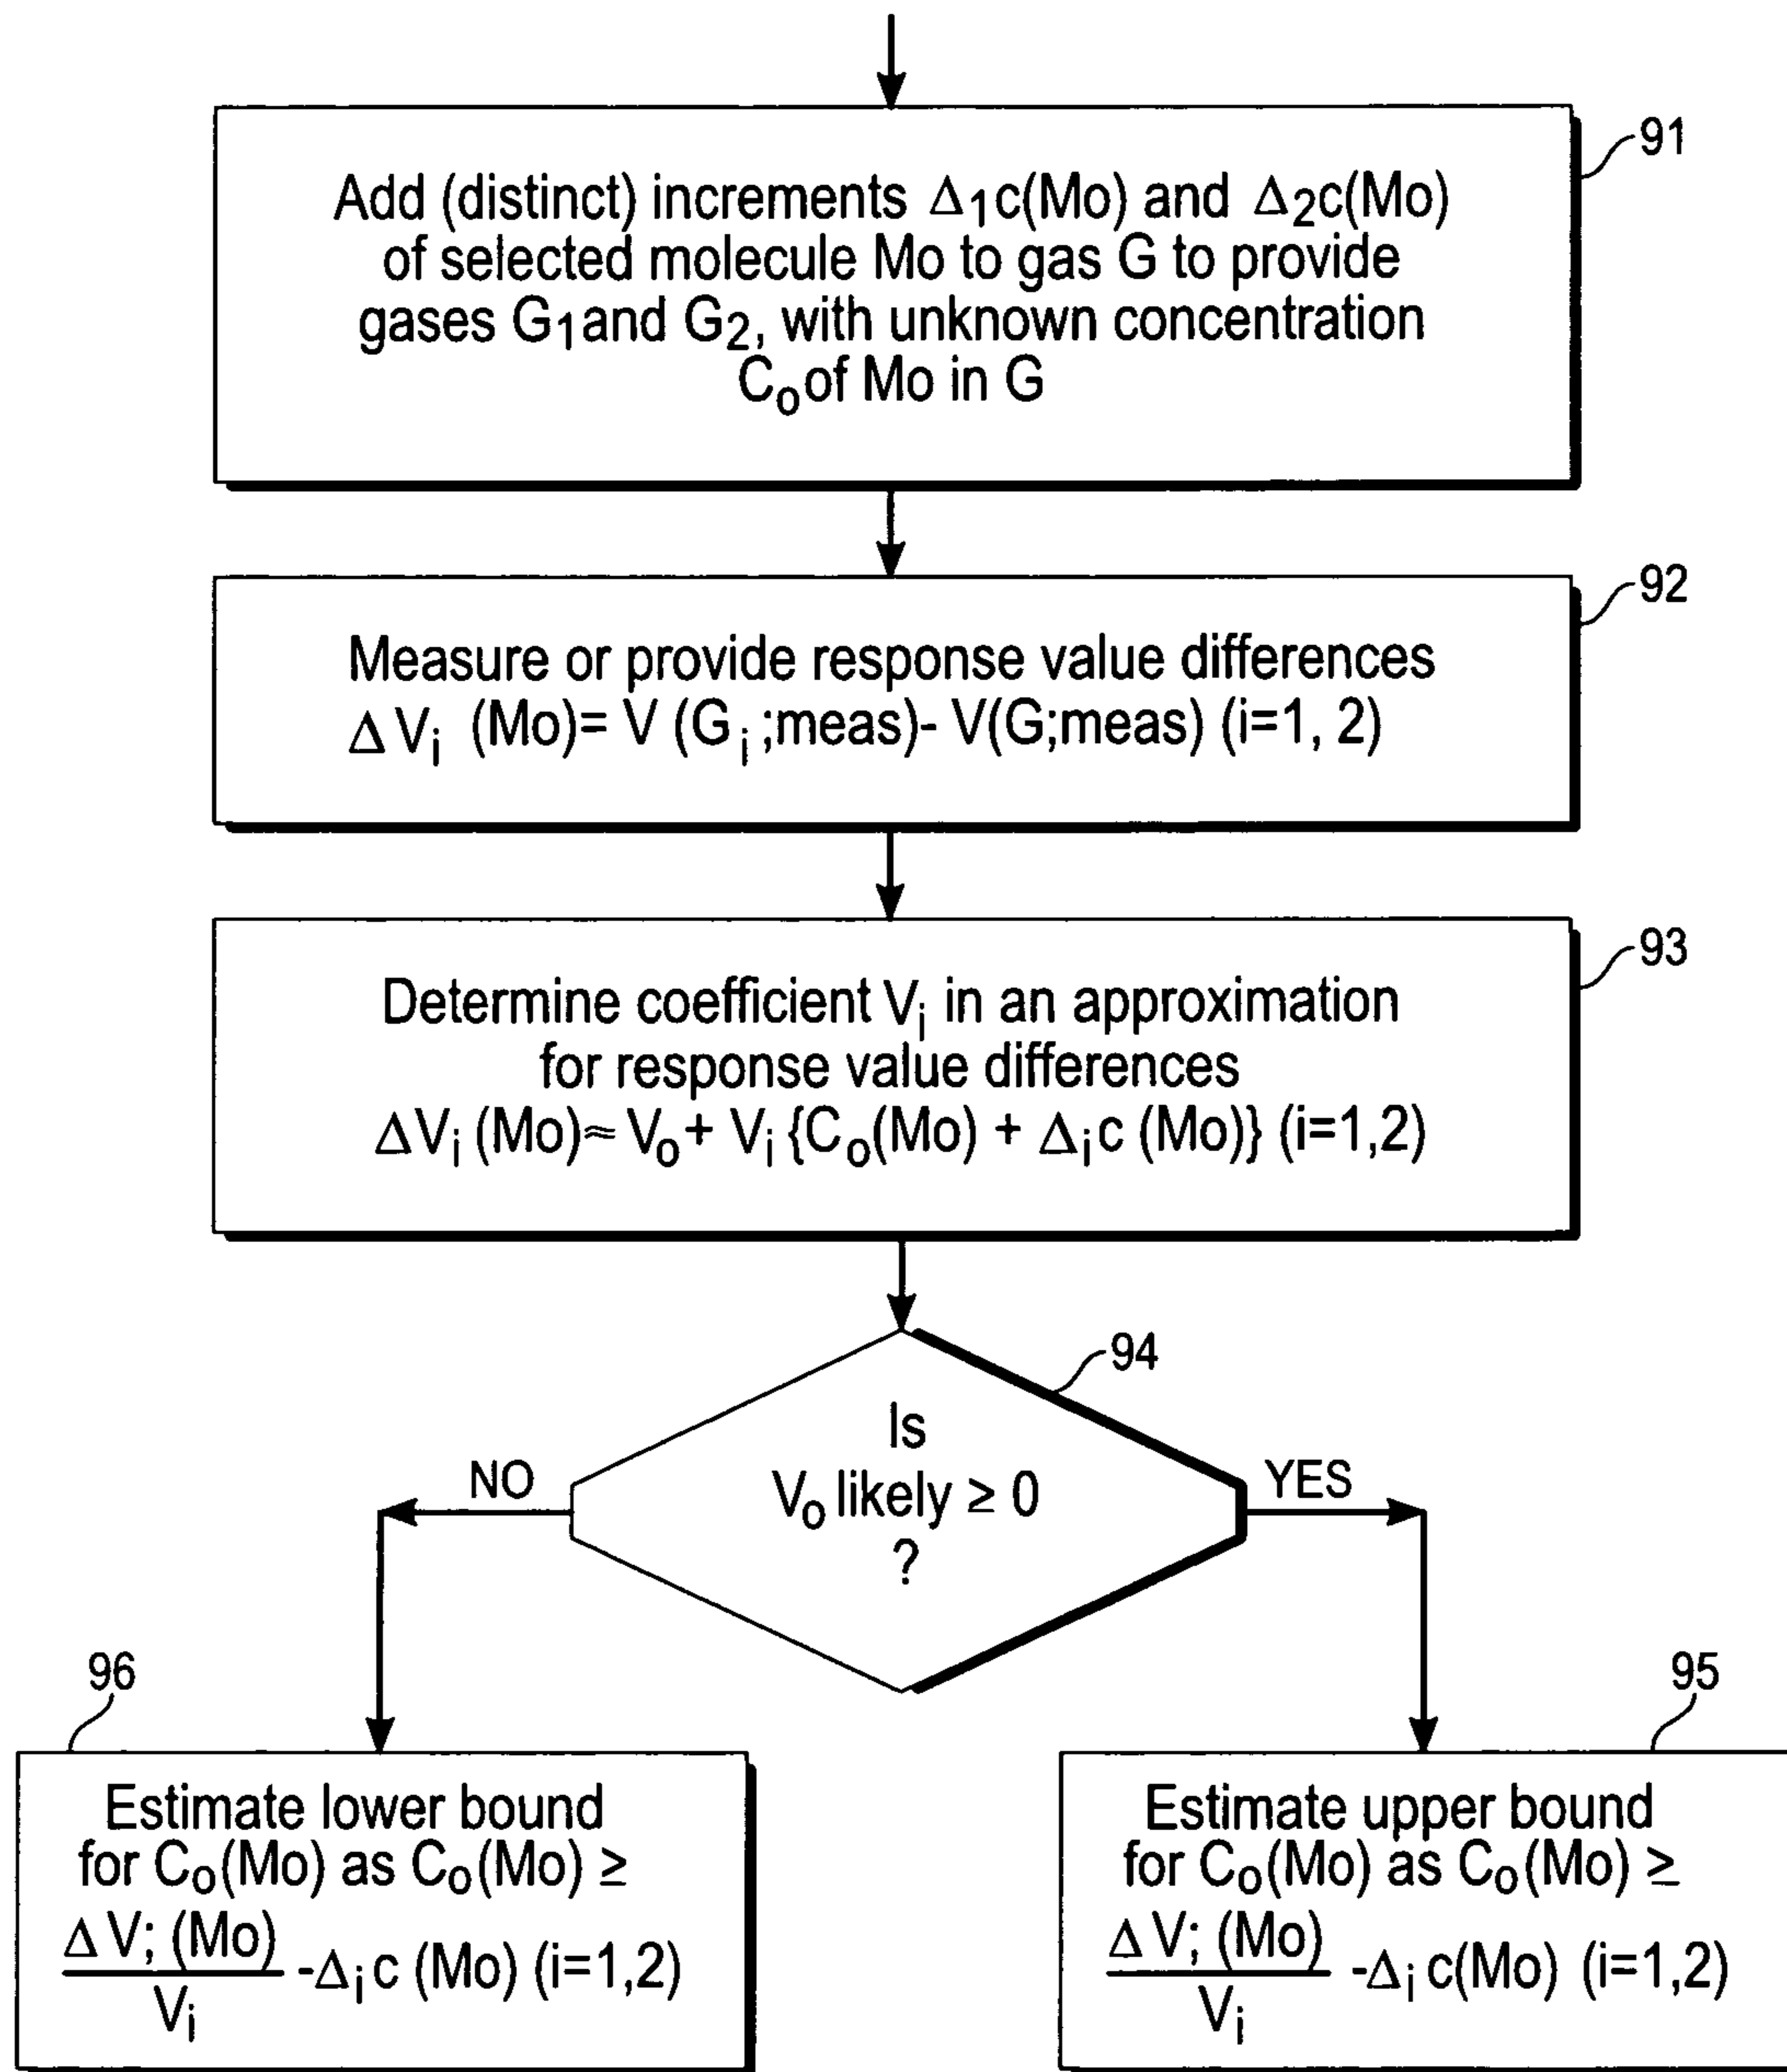 91
Add (distinct) increments Δ₁c(Mo) and Δ₂c(Mo)
of selected molecule Mo to gas G to provide
gases G₁and G₂, with unknown concentration
Cₒof Mo in G
92
Measure or provide response value differences
ΔVᵢ (Mo)= V (Gᵢ;meas)- V(G;meas) (i=1, 2)
93
Determine coefficient Vᵢ in an approximation
for response value differences
ΔVᵢ(Mo)≈ Vₒ+ Vᵢ {Cₒ(Mo) + Δᵢc (Mo)} (i=1,2)
94
Is
Vₒ likely ≥ 0
?
NO
YES
96
Estimate lower bound
for Cₒ(Mo) as Cₒ(Mo) ≥
ΔV; (Mo)
-Δᵢc (Mo) (i=1,2)
Vᵢ
95
Estimate upper bound
for Cₒ(Mo) as Cₒ(Mo) ≥
ΔV; (Mo)
-Δᵢc(Mo) (i=1,2)
Vᵢ